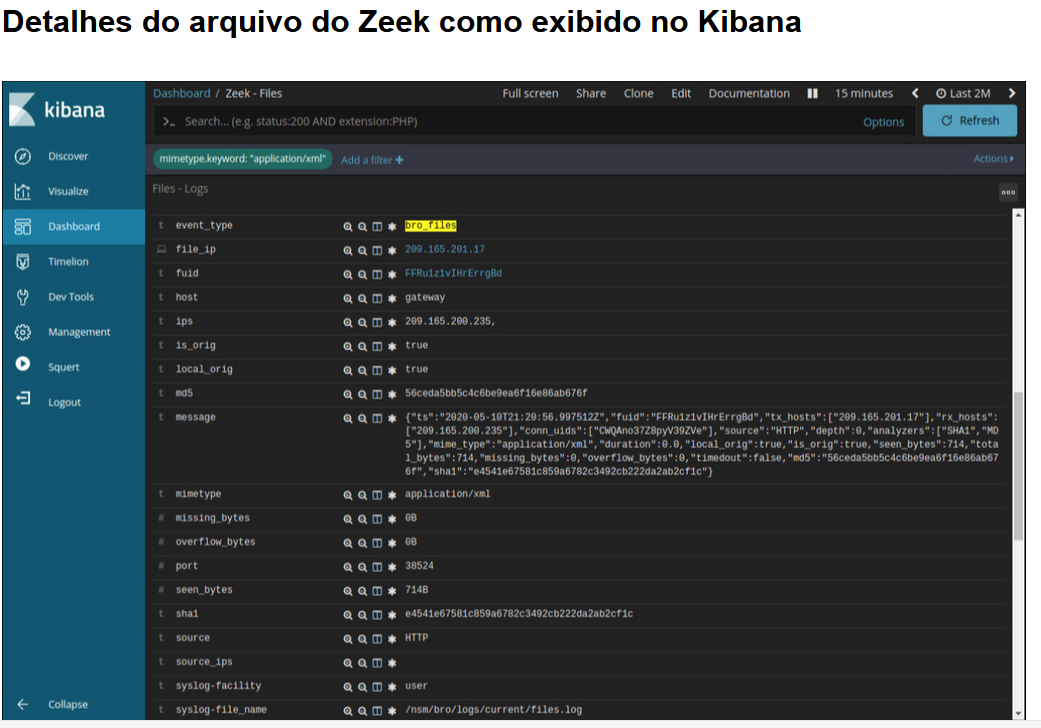 Detalhes do arquivo do Zeek como exibido no Kibana
kibana
Dashboard / Zeek - Files
Full screen Share Clone Edit Documentation 15 minutes Last 2M
>_ Search... (e.g. status:200 AND extension:PHP) Options Refresh
mimetype.keyword: "application/xml" Add a filter + Actions
Discover
Visualize
Dashboard
Timelion
Dev Tools
Management
Squert
Logout
Collapse
Files - Logs
t event_type bro_files
file_ip 209.165.201.17
t fuid FFRu1z1vIHrErrgBd
t host gateway
t ips 209.165.200.235,
t is_orig true
t local_orig true
t md5 56ceda5bb5c4c6be9ea6f16e86ab676f
t message {"ts":"2020-05-10T21:20:56.997512Z","fuid":"FFRu1z1vIHrErrgBd","tx_hosts":["209.165.201.17"],"rx_hosts":
["209.165.200.235"],"conn_uids":["CWQAno37Z8pyV39ZVe"],"source":"HTTP","depth":0,"analyzers":["SHA1","MD
5"],"mime_type":"application/xml","duration":0.0,"local_orig":true,"is_orig":true,"seen_bytes":714,"tota
l_bytes":714,"missing_bytes":0,"overflow_bytes":0,"timedout":false,"md5":"56ceda5bb5c4c6be9ea6f16e86ab67
6f","sha1":"e4541e67581c859a6782c3492cb222da2ab2cf1c"}
t mimetype application/xml
# missing_bytes 0B
# overflow_bytes 0B
# port 38524
# seen_bytes 714B
t sha1 e4541e67581c859a6782c3492cb222da2ab2cf1c
t source HTTP
t source_ips
t syslog-facility user
t syslog-file_name /nsm/bro/logs/current/files.log